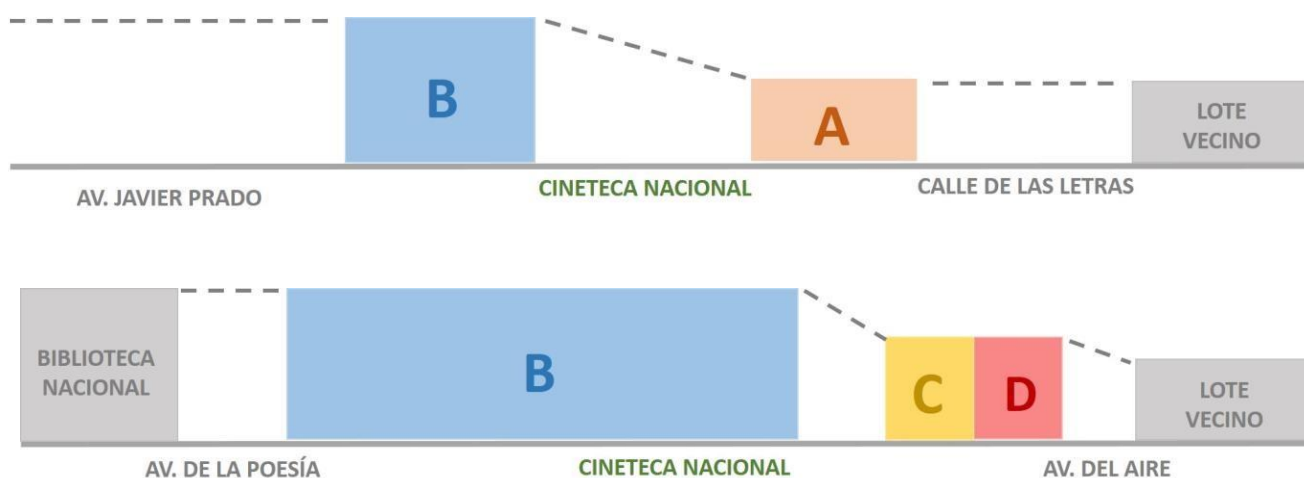 B
A
LOTE
VECINO
AV. JAVIER PRADO
CINETECA NACIONAL
CALLE DE LAS LETRAS
BIBLIOTECA
NACIONAL
B
C
D
LOTE
VECINO
AV. DE LA POESÍA
CINETECA NACIONAL
AV. DEL AIRE